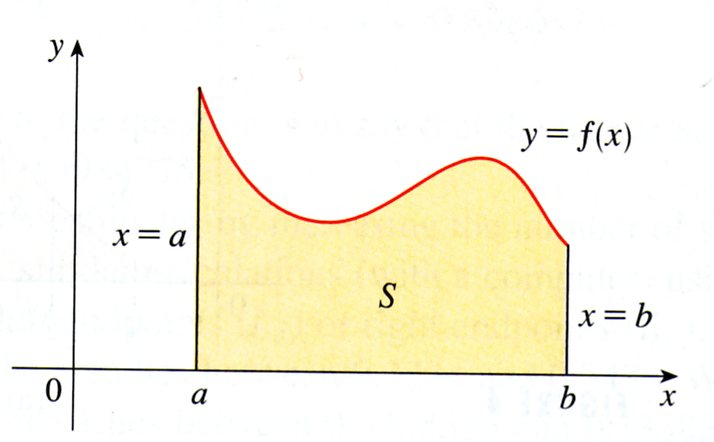 y
y = f(x)
x = a
S
x = b
0
a
b
x